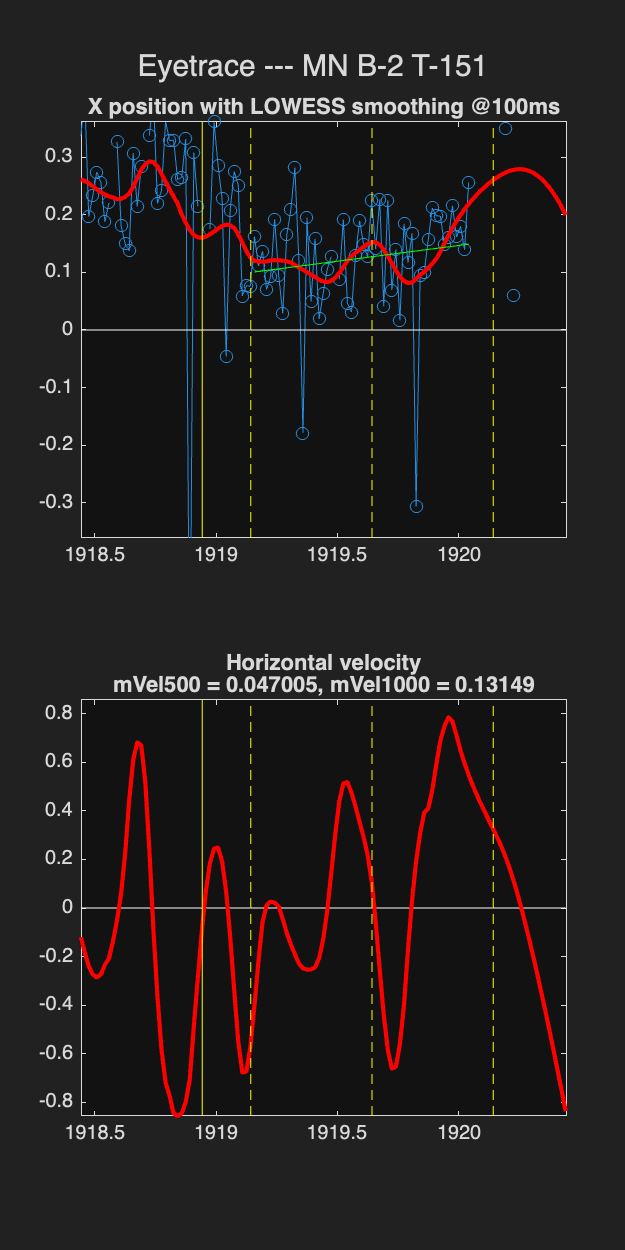 Eyetrace --- MN B-2 T-151
X position with LOWESS smoothing @100ms
0.3
0.2
0.1
0
-0.1
-0.2
-0.3
1918.5 1919 1919.5 1920
Horizontal velocity
mVel500 = 0.047005, mVel1000 = 0.13149
0.8
0.6
0.4
0.2
0
-0.2
-0.4
-0.6
-0.8
1918.5 1919 1919.5 1920